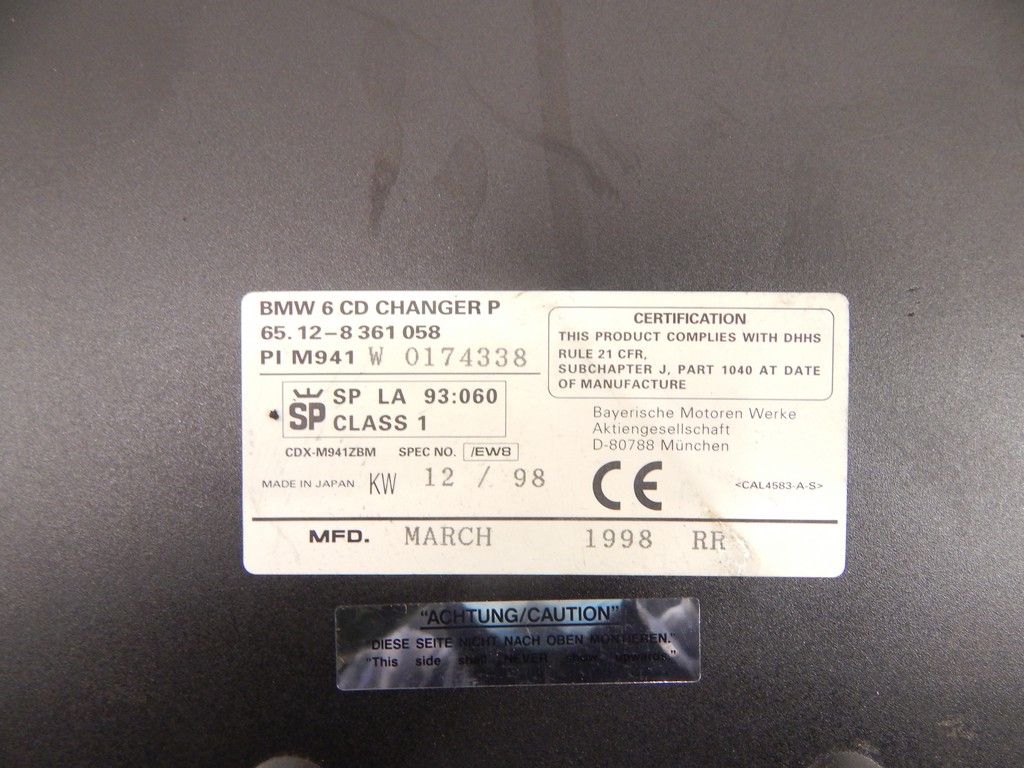 BMW 6 CD CHANGER P
65.12-8 361 058
PI M941 W 0174338
SP SP LA 93:060
CLASS 1
CDX-M941ZBM SPEC NO. /EW8
MADE IN JAPAN KW 12 / 98
CERTIFICATION
THIS PRODUCT COMPLIES WITH DHHS
RULE 21 CFR,
SUBCHAPTER J, PART 1040 AT DATE
OF MANUFACTURE
Bayerische Motoren Werke
Aktiengesellschaft
D-80788 München
CE <CAL4583-A-S>
MFD. MARCH 1998 RR
"ACHTUNG/CAUTION"
"DIESE SEITE NICHT NACH OBEN MONTIEREN."
"This side shall NEVER show upwards."